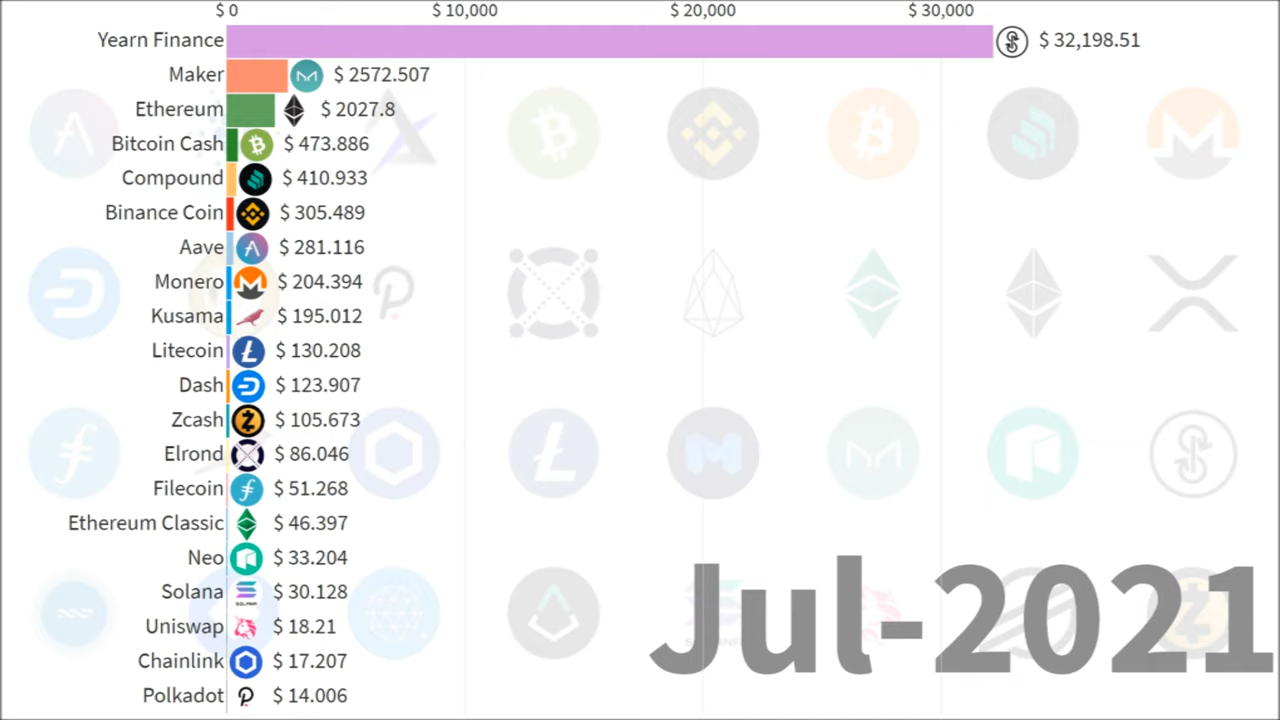 $ 0 $ 10,000 $ 20,000 $ 30,000
Yearn Finance $ 32,198.51
Maker $ 2572.507
Ethereum $ 2027.8
Bitcoin Cash $ 473.886
Compound $ 410.933
Binance Coin $ 305.489
Aave $ 281.116
Monero $ 204.394
Kusama $ 195.012
Litecoin $ 130.208
Dash $ 123.907
Zcash $ 105.673
Elrond $ 86.046
Filecoin $ 51.268
Ethereum Classic $ 46.397
Neo $ 33.204
Solana SOLANA $ 30.128
Uniswap $ 18.21
Chainlink $ 17.207
Polkadot $ 14.006
Jul-2021